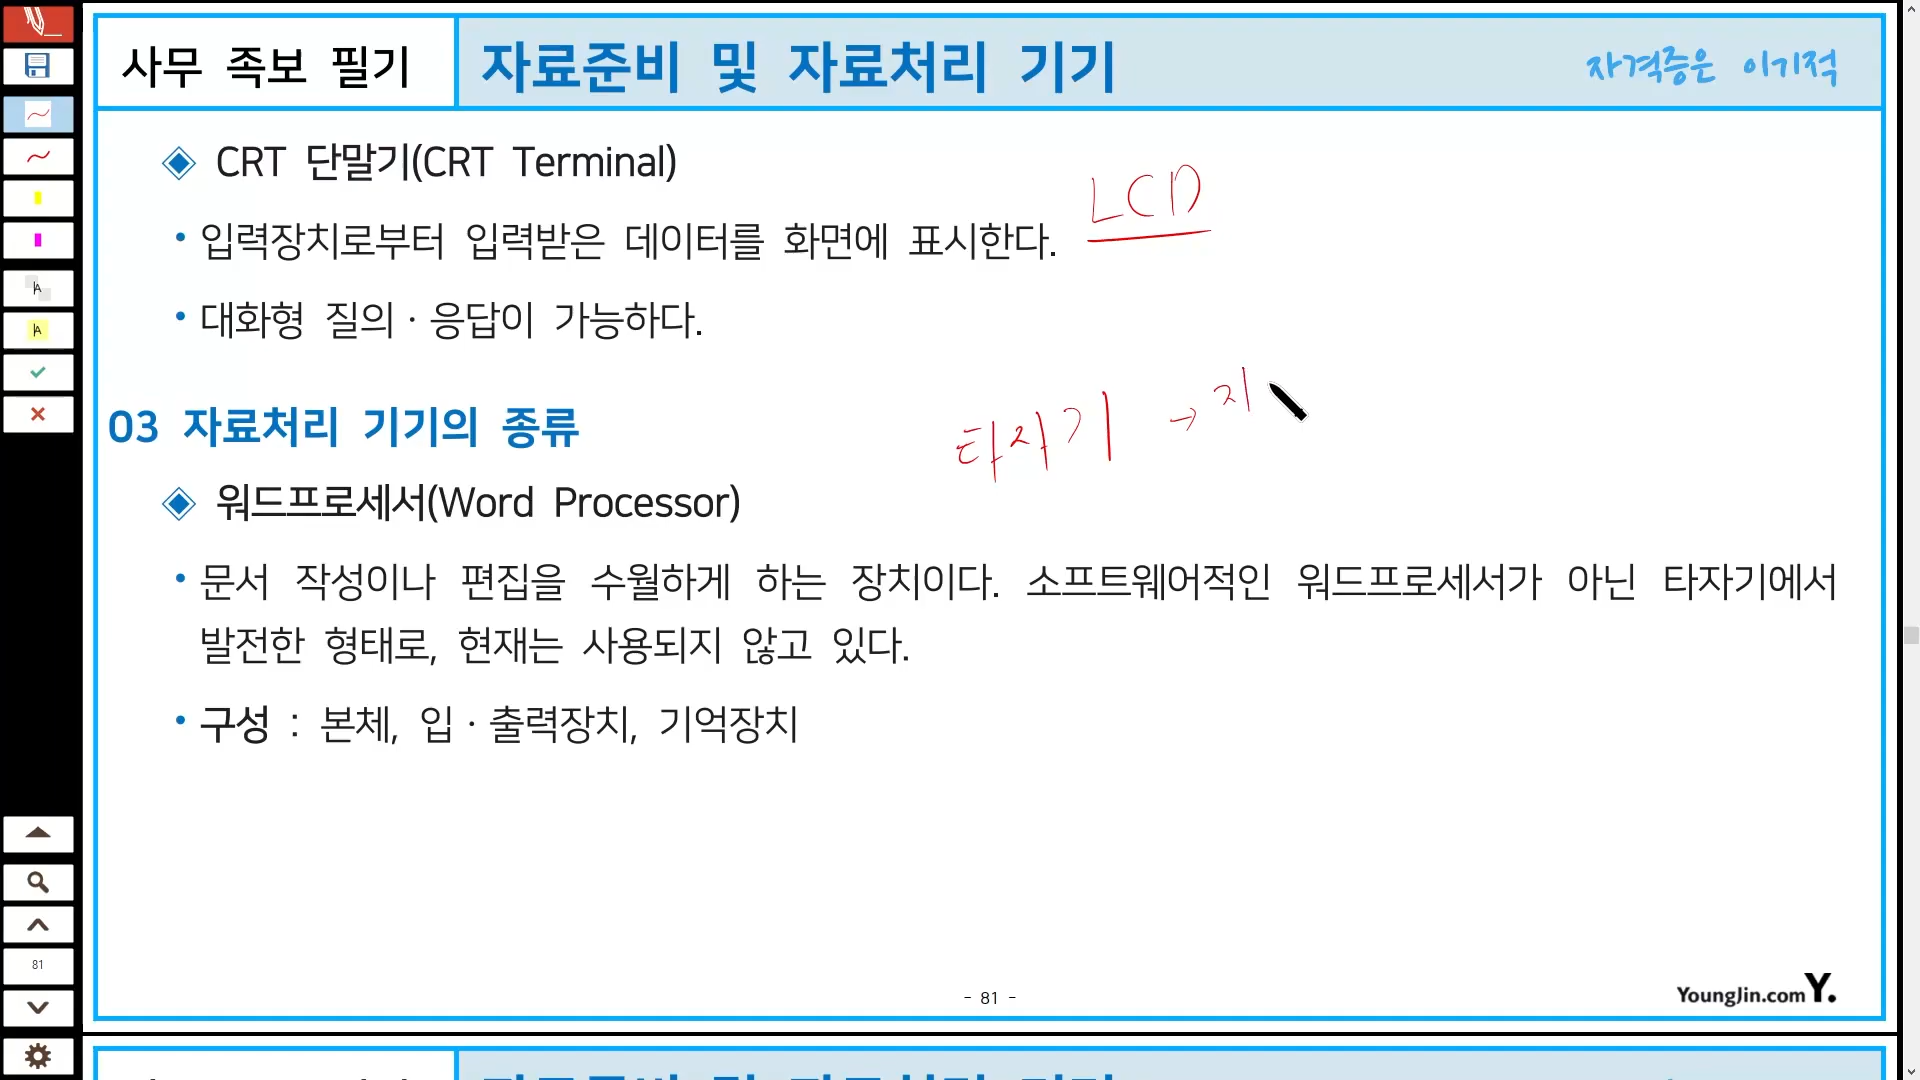 사무 족보 필기
자료준비 및 자료처리 기기
자격증은 이기적
CRT 단말기(CRT Terminal)
LCD
• 입력장치로부터 입력받은 데이터를 화면에 표시한다.
• 대화형 질의·응답이 가능하다.
타자기 → 지
03 자료처리 기기의 종류
워드프로세서(Word Processor)
• 문서 작성이나 편집을 수월하게 하는 장치이다. 소프트웨어적인 워드프로세서가 아닌 타자기에서
발전한 형태로, 현재는 사용되지 않고 있다.
• 구성 : 본체, 입·출력장치, 기억장치
81
- 81 -
YoungJin.com Y.